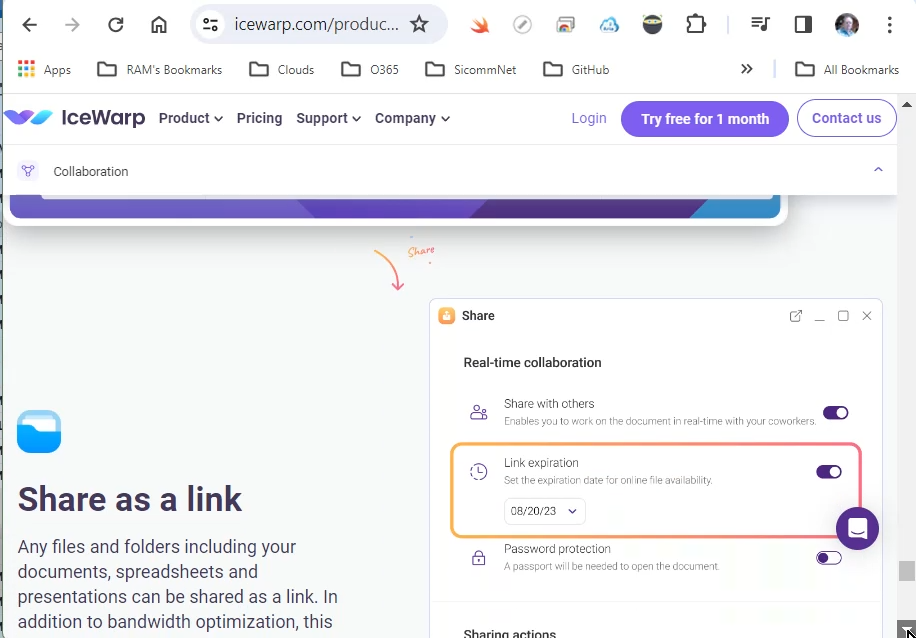 icewarp.com/produc...
Apps RAM's Bookmarks Clouds O365 SicommNet GitHub » All Bookmarks
IceWarp Product Pricing Support Company Login Try free for 1 month Contact us
Collaboration
Share
Share
Real-time collaboration
Share with others
Enables you to work on the document in real-time with your coworkers.
Link expiration
Set the expiration date for online file availability.
08/20/23
Password protection
A passport will be needed to open the document.
Sharing actions
Share as a link
Any files and folders including your
documents, spreadsheets and
presentations can be shared as a link. In
addition to bandwidth optimization, this